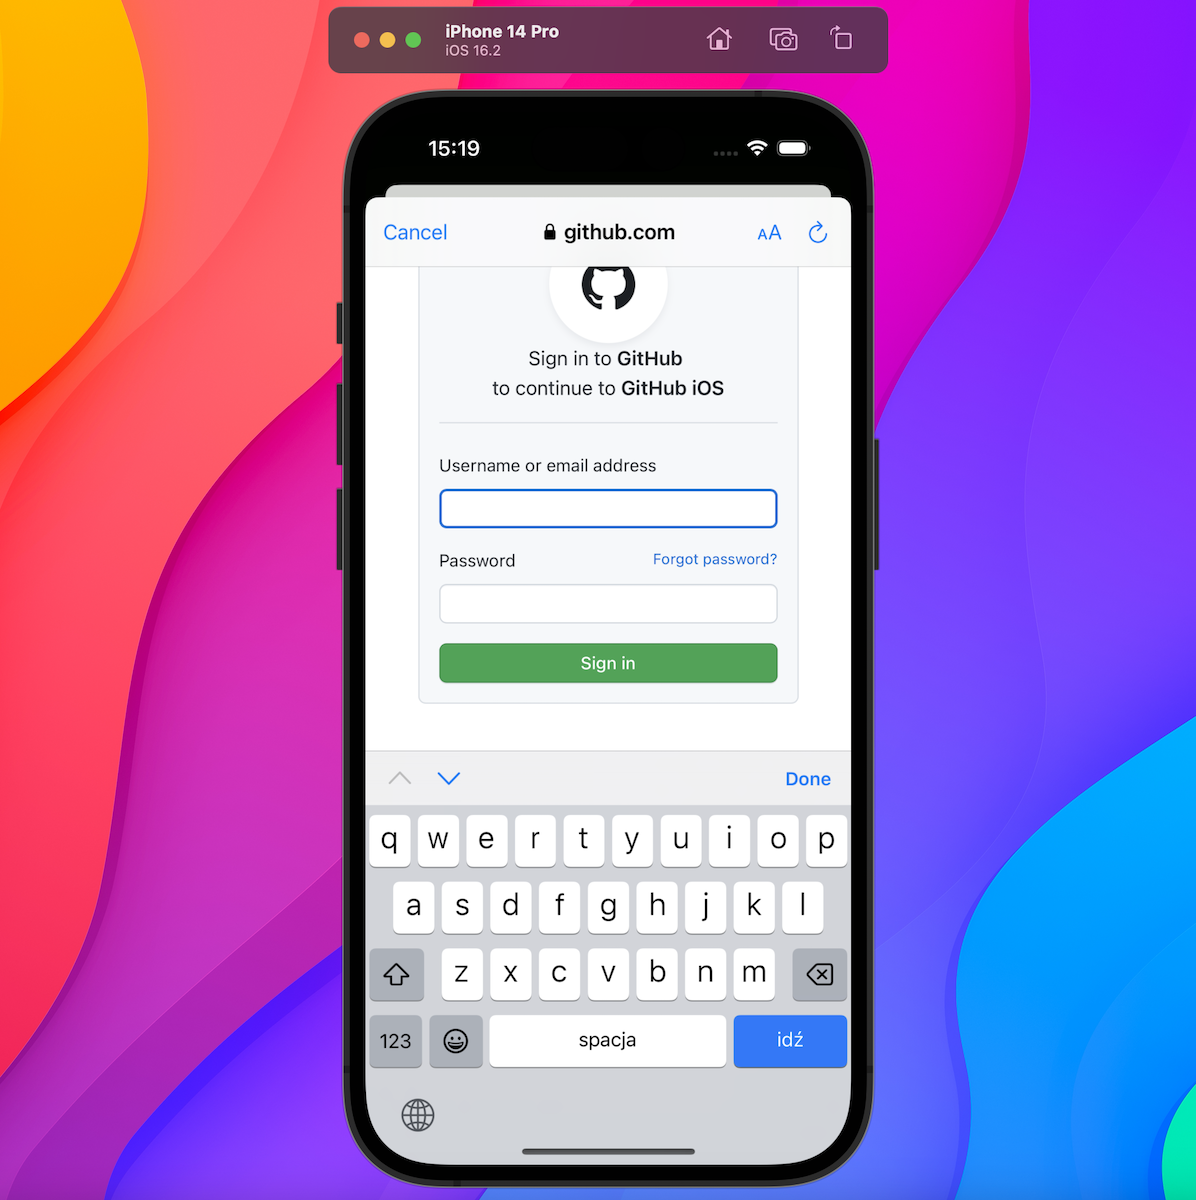 iPhone 14 Pro
iOS 16.2
15:19
Cancel
github.com
AA
Sign in to GitHub
to continue to GitHub iOS
Username or email address
Password
Forgot password?
Sign in
Done
q w e r t y u i o p
a s d f g h j k l
z x c v b n m
123
spacja
idź